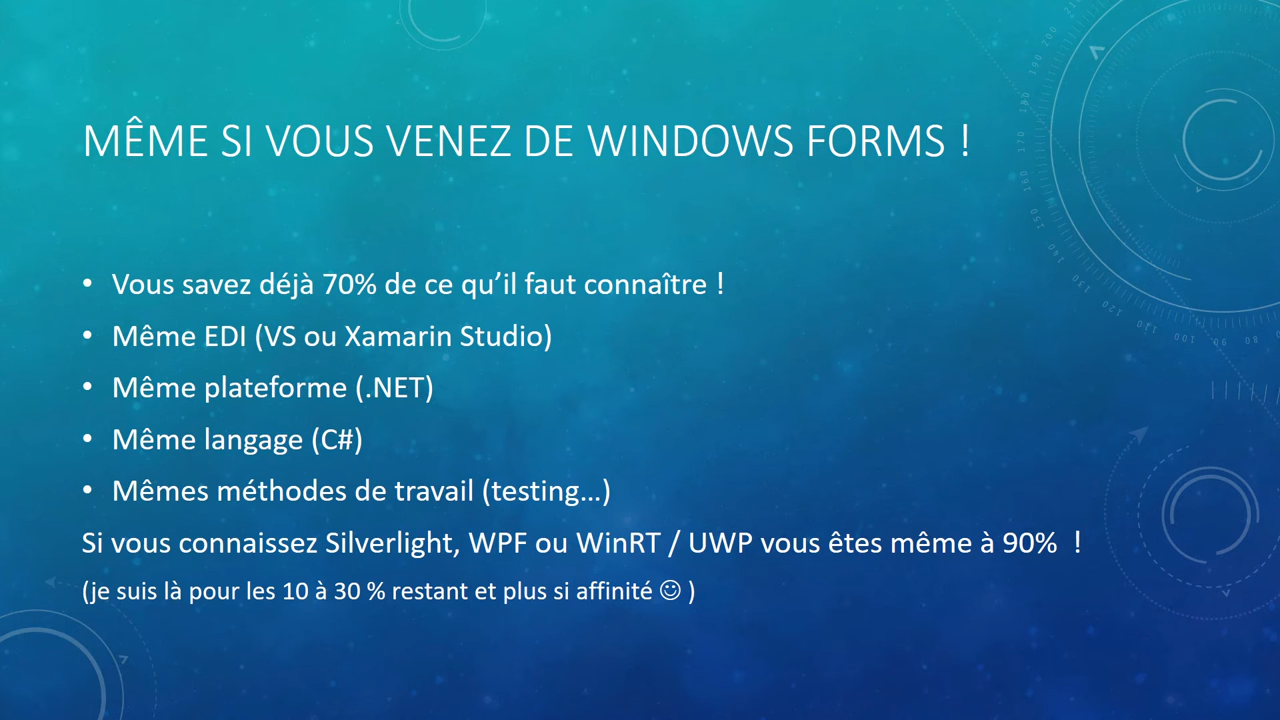 MÊME SI VOUS VENEZ DE WINDOWS FORMS !
• Vous savez déjà 70% de ce qu’il faut connaître !
• Même EDI (VS ou Xamarin Studio)
• Même plateforme (.NET)
• Même langage (C#)
• Mêmes méthodes de travail (testing…)
Si vous connaissez Silverlight, WPF ou WinRT / UWP vous êtes même à 90%  !
(je suis là pour les 10 à 30 % restant et plus si affinité ☺ )